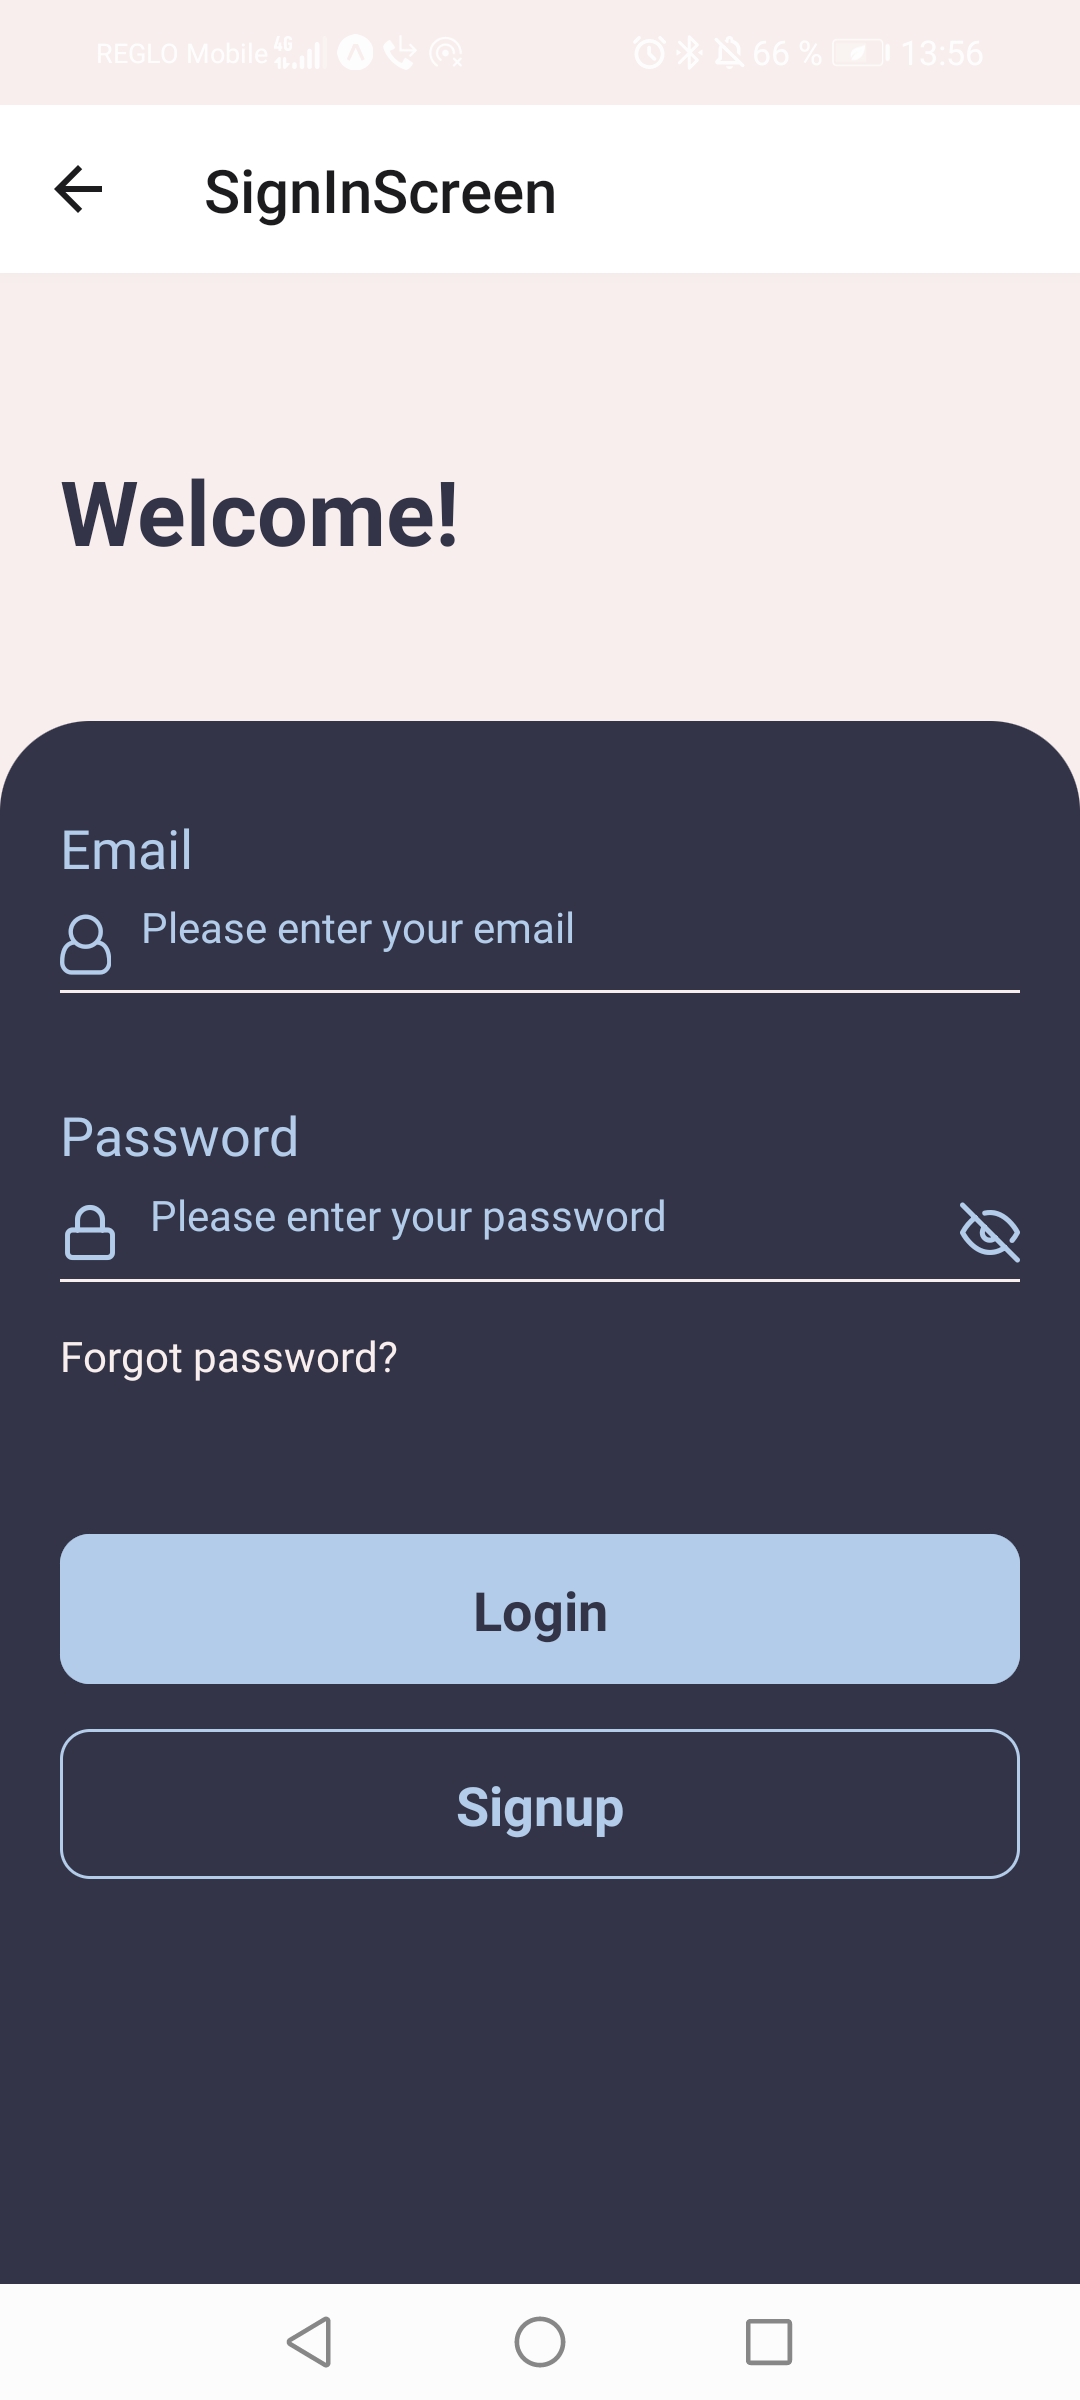 REGLO Mobile 4G 66 % 13:56
SignInScreen
Welcome!
Email
Please enter your email
Password
Please enter your password
Forgot password?
Login
Signup